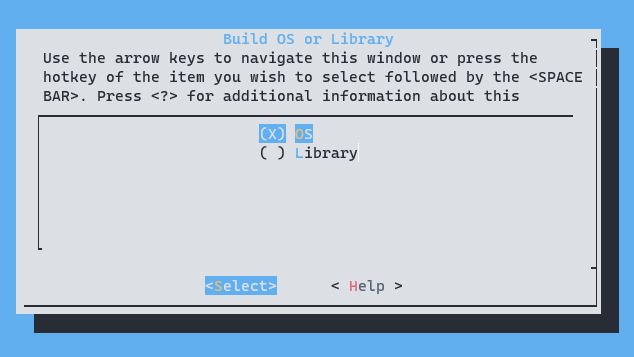 Build OS or Library
Use the arrow keys to navigate this window or press the
hotkey of the item you wish to select followed by the <SPACE
BAR>. Press <?> for additional information about this
(X) OS
( ) Library
<Select> < Help >